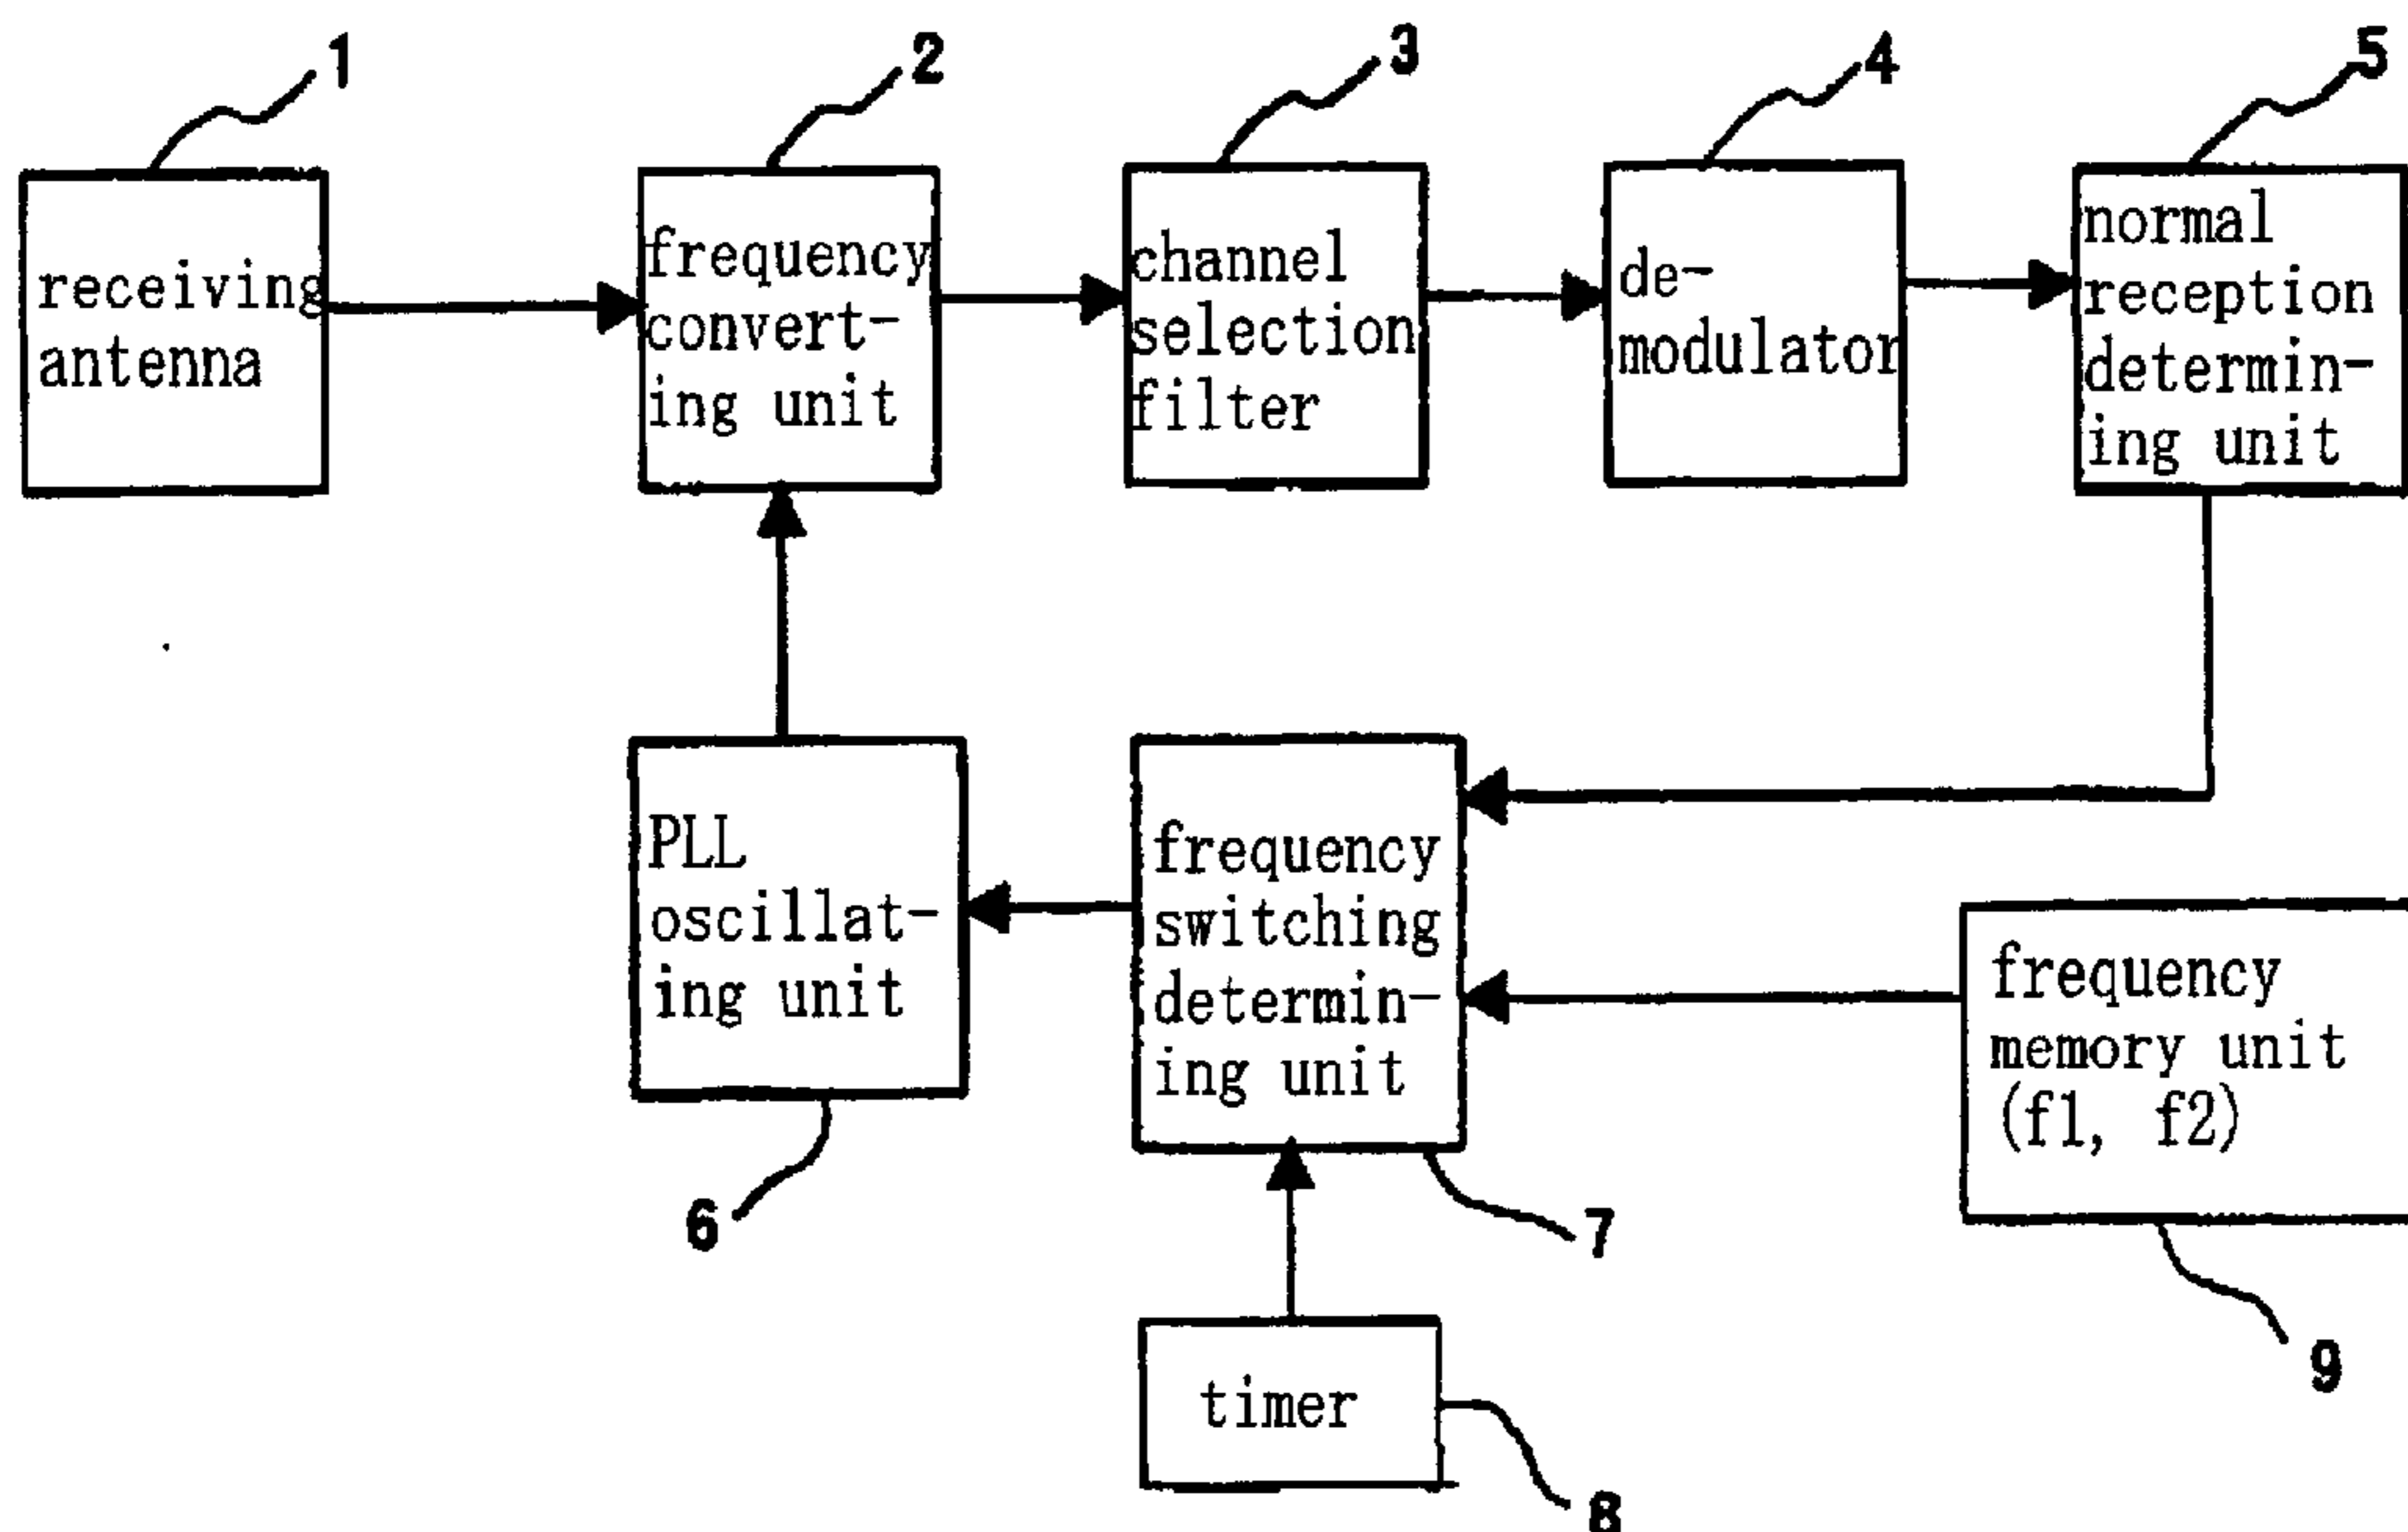 1
2
3
4
5
receiving
antenna
frequency
convert-
ing unit
channel
selection
filter
de-
modulator
normal
reception
determin-
ing unit
PLL
oscillat-
ing unit
frequency
switching
determin-
ing unit
frequency
memory unit
(f1, f2)
6
7
9
timer
8